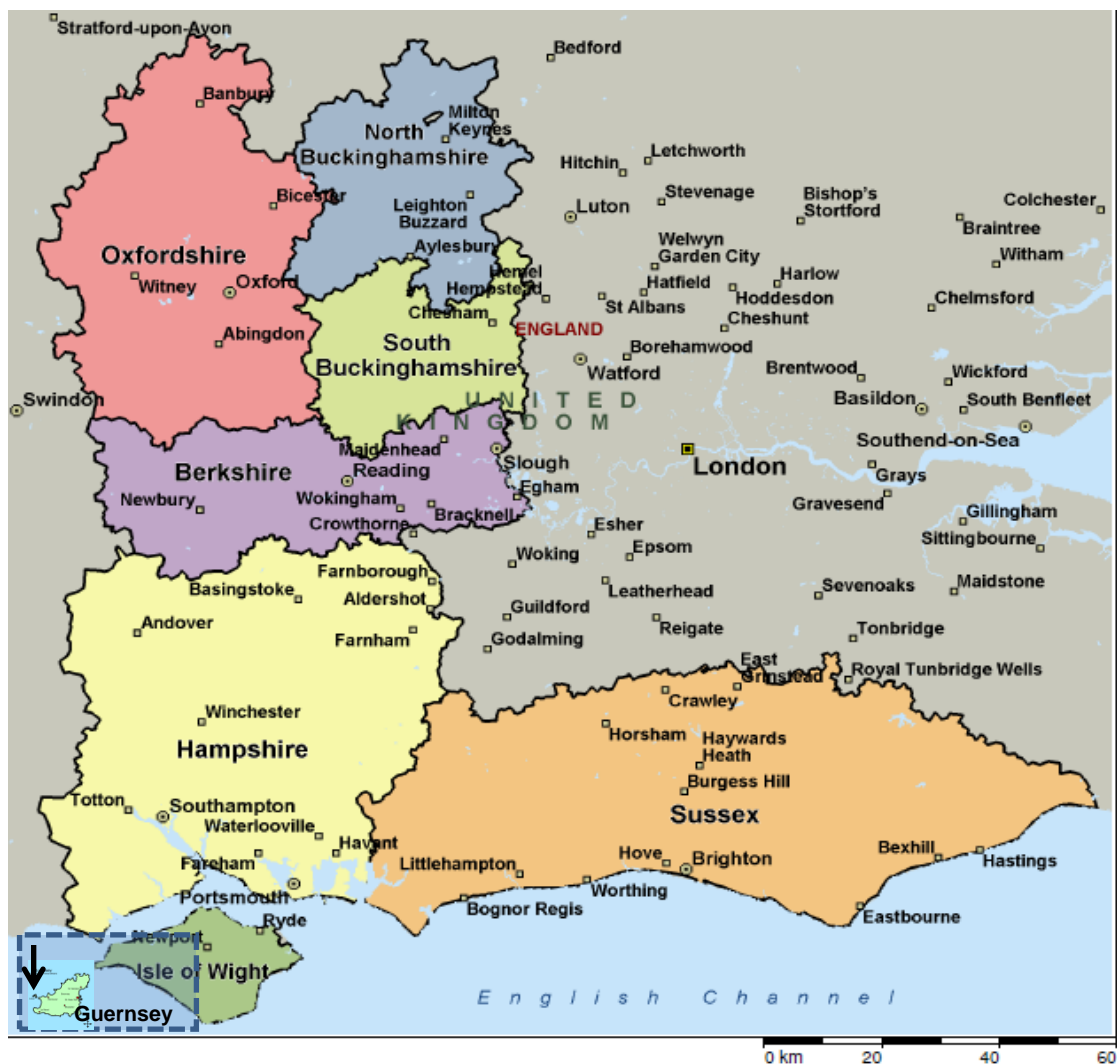 Stratford-upon-Avon
Bedford
Banbury
Milton
Keynes
North
Buckinghamshire
Hitchin
Letchworth
Stevenage
Bishop's
Stortford
Colchester
Bicester
Leighton
Buzzard
Luton
Braintree
Aylesbury
Welwyn
Garden City
Witham
Oxfordshire
Witney
Oxford
Hemel
Hempstead
Hatfield
Harlow
Hoddesdon
St Albans
Chelmsford
Chesham
Cheshunt
ENGLAND
Abingdon
South
Buckinghamshire
Borehamwood
Watford
Brentwood
Wickford
UNITED
KINGDOM
Swindon
Basildon
South Benfleet
Southend-on-Sea
Maidenhead
Berkshire
Reading
Slough
London
Grays
Egham
Newbury
Wokingham
Bracknell
Gravesend
Gillingham
Crowthorne
Esher
Sittingbourne
Woking
Epsom
Farnborough
Basingstoke
Aldershot
Leatherhead
Sevenoaks
Maidstone
Andover
Farnham
Guildford
Reigate
Godalming
Tonbridge
East
Grinstead
Royal Tunbridge Wells
Crawley
Winchester
Horsham
Haywards
Heath
Hampshire
Burgess Hill
Totton
Southampton
Sussex
Waterlooville
Havant
Fareham
Littlehampton
Hove
Brighton
Bexhill
Hastings
Portsmouth
Worthing
Bognor Regis
Eastbourne
Ryde
Newport
Isle of Wight
English Channel
Guernsey
0 km 20 40 60